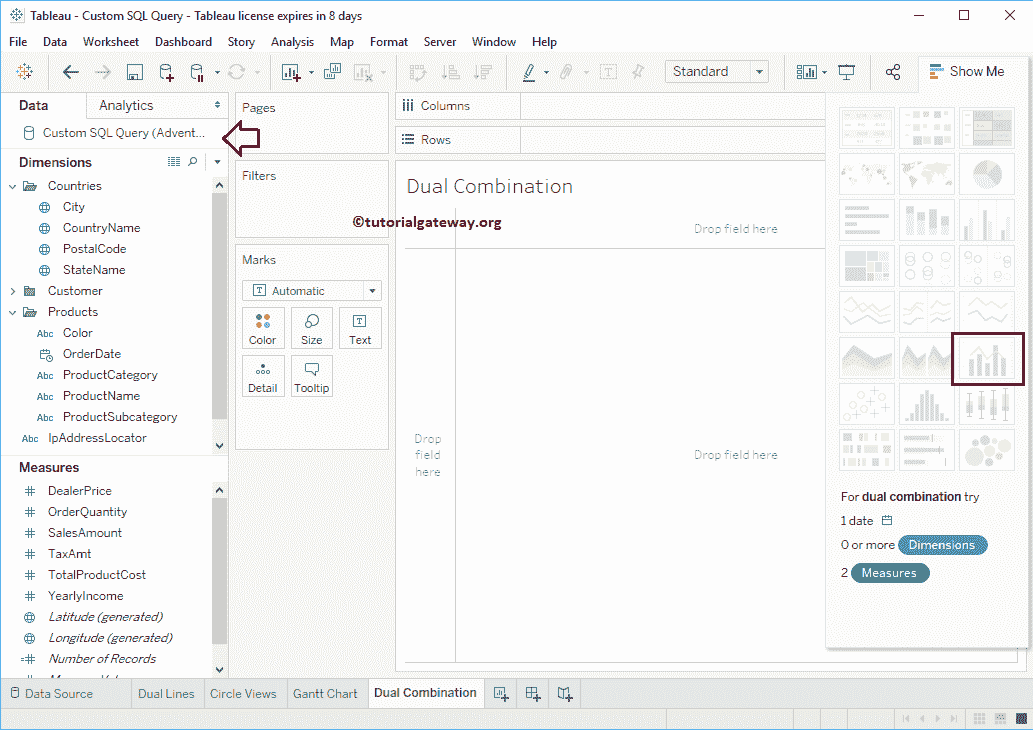 Tableau - Custom SQL Query - Tableau license expires in 8 days
File Data Worksheet Dashboard Story Analysis Map Format Server Window Help
Standard
Show Me
Data
Analytics
Custom SQL Query (Advent...
Dimensions
Countries
City
CountryName
PostalCode
StateName
Customer
Products
Abc Color
OrderDate
Abc ProductCategory
Abc ProductName
Abc ProductSubcategory
Abc IpAddressLocator
Measures
DealerPrice
OrderQuantity
SalesAmount
TaxAmt
TotalProductCost
YearlyIncome
Latitude (generated)
Longitude (generated)
Number of Records
Pages
Filters
Marks
T Automatic
Color
Size
Text
Detail
Tooltip
Columns
Rows
Dual Combination
©tutorialgateway.org
Drop field here
Drop
field
here
Drop field here
For dual combination try
1 date
0 or more Dimensions
2 Measures
Data Source
Dual Lines
Circle Views
Gantt Chart
Dual Combination